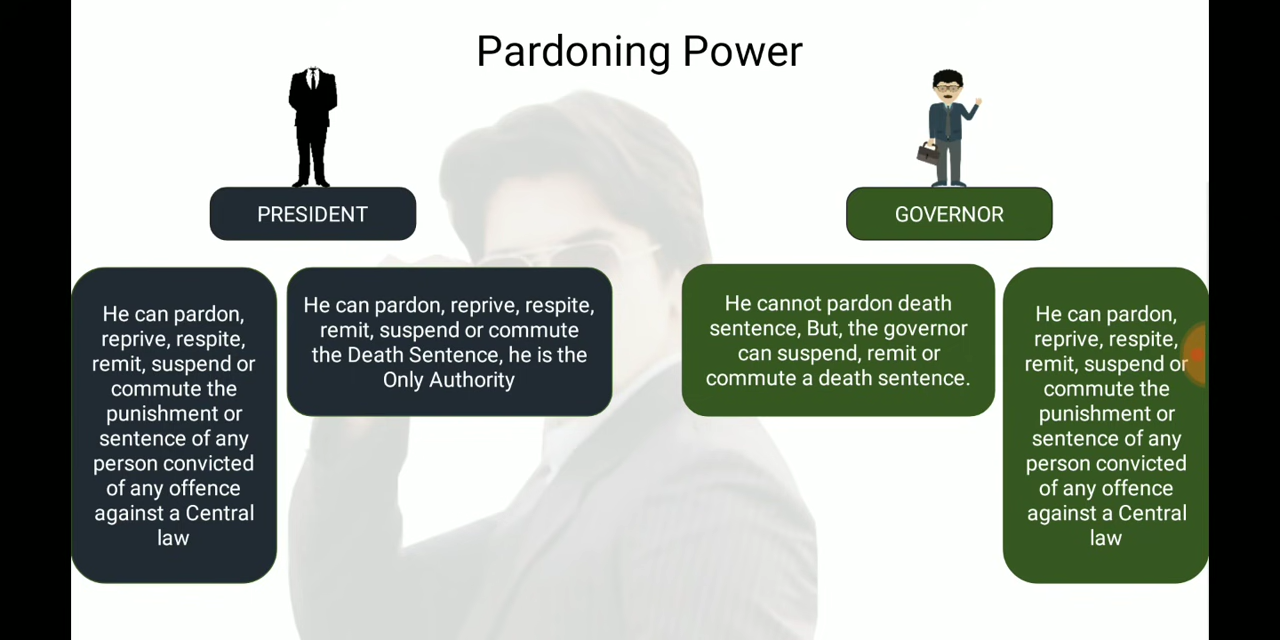 Pardoning Power
PRESIDENT
He can pardon,
reprive, respite,
remit, suspend or
commute the
punishment or
sentence of any
person convicted
of any offence
against a Central
law
He can pardon, reprive, respite,
remit, suspend or commute
the Death Sentence, he is the
Only Authority
GOVERNOR
He cannot pardon death
sentence, But, the governor
can suspend, remit or
commute a death sentence.
He can pardon,
reprive, respite,
remit, suspend or
commute the
punishment or
sentence of any
person convicted
of any offence
against a Central
law